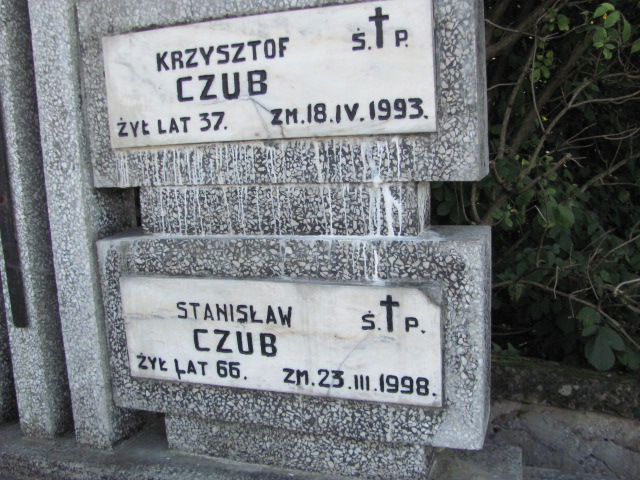 KRZYSZTOF Ś.✝P.
CZUB
ŻYŁ LAT 37. ZM.18.IV.1993.
STANISŁAW Ś.✝P.
CZUB
ŻYŁ LAT 66. ZM.23.III.1998.